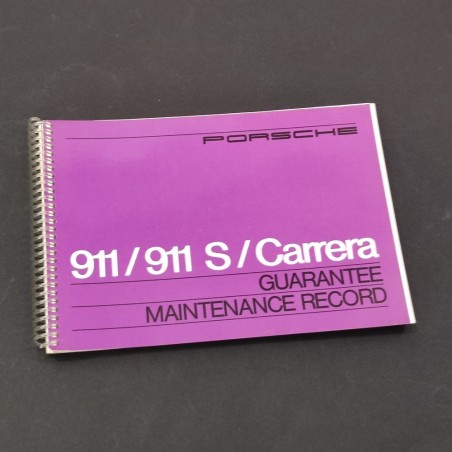 PORSCHE
911/911 S/Carrera
GUARANTEE
MAINTENANCE RECORD